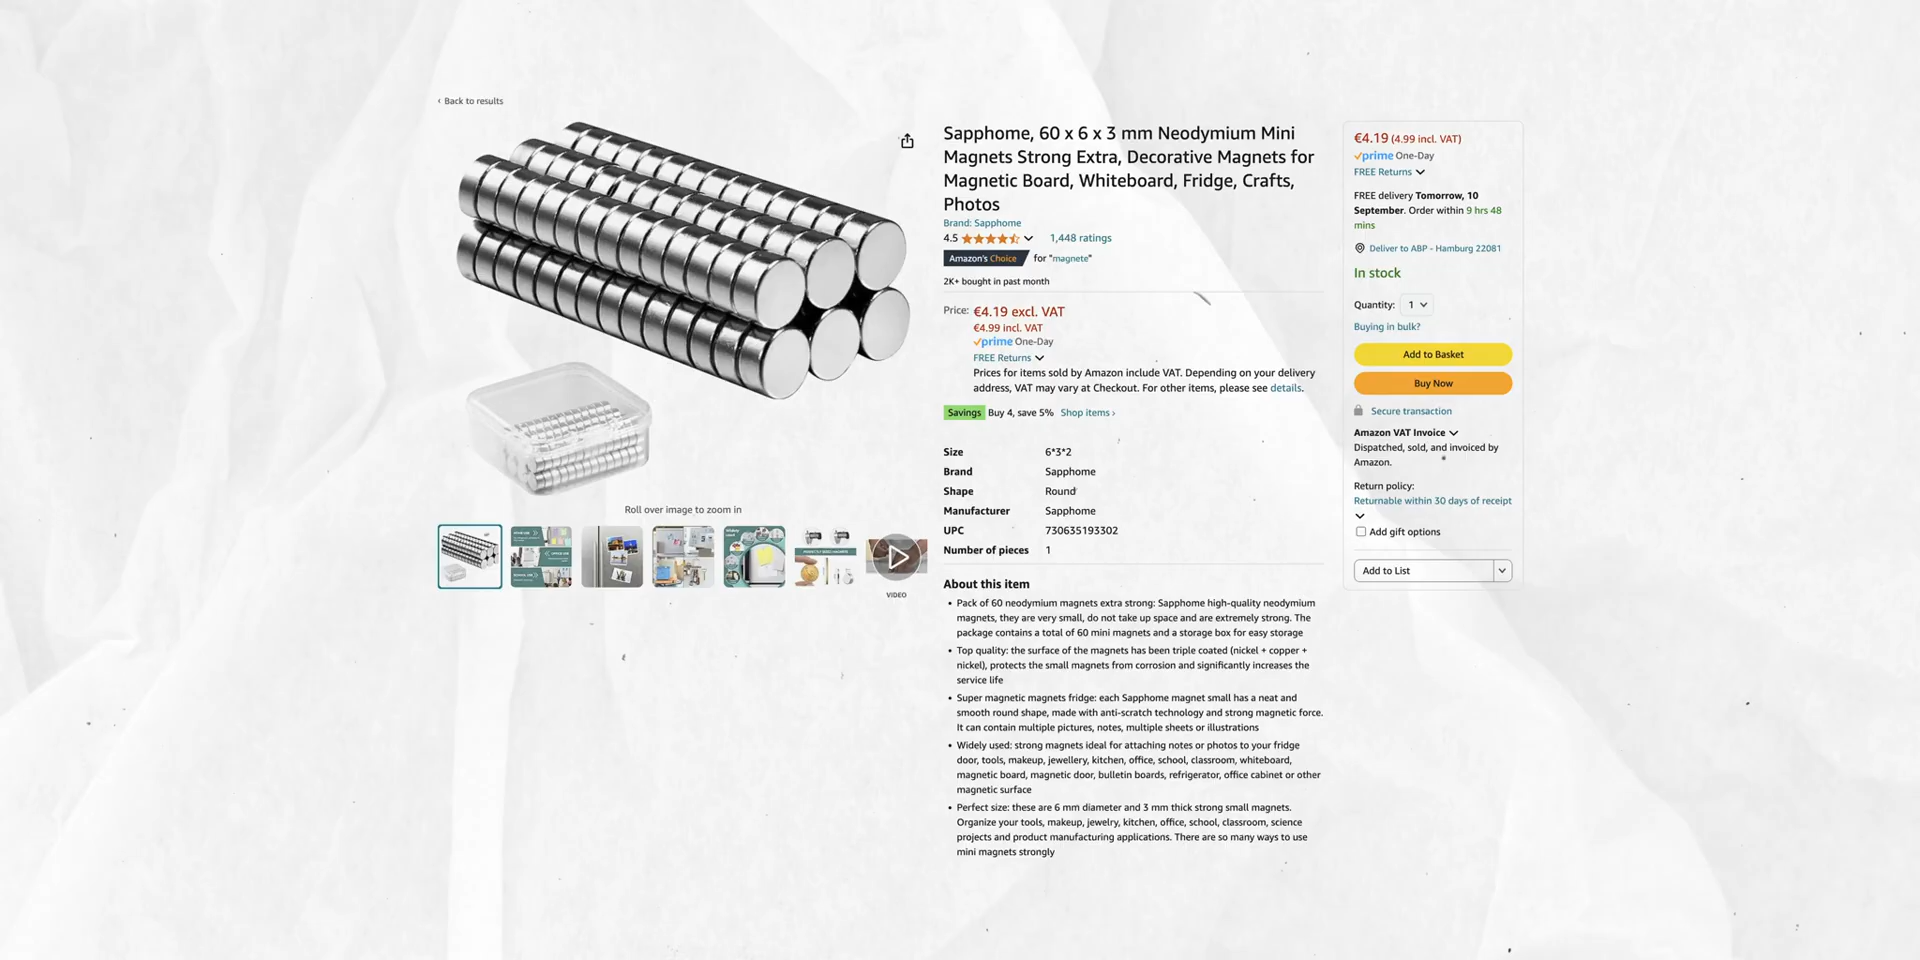 ‹ Back to results
Sapphome, 60 x 6 x 3 mm Neodymium Mini
Magnets Strong Extra, Decorative Magnets for
Magnetic Board, Whiteboard, Fridge, Crafts,
Photos
Brand: Sapphome
4.5 1,448 ratings
Amazon's Choice for "magnete"
2K+ bought in past month
Price: €4.19 excl. VAT
€4.99 incl. VAT
prime One-Day
FREE Returns
Prices for items sold by Amazon include VAT. Depending on your delivery
address, VAT may vary at Checkout. For other items, please see details.
Savings Buy 4, save 5% Shop items ›
Size 6*3*2
Brand Sapphome
Shape Round
Manufacturer Sapphome
UPC 730635193302
Number of pieces 1
About this item
• Pack of 60 neodymium magnets extra strong: Sapphome high-quality neodymium
magnets, they are very small, do not take up space and are extremely strong. The
package contains a total of 60 mini magnets and a storage box for easy storage
• Top quality: the surface of the magnets has been triple coated (nickel + copper +
nickel), protects the small magnets from corrosion and significantly increases the
service life
• Super magnetic magnets fridge: each Sapphome magnet small has a neat and
smooth round shape, made with anti-scratch technology and strong magnetic force.
It can contain multiple pictures, notes, multiple sheets or illustrations
• Widely used: strong magnets ideal for attaching notes or photos to your fridge
door, tools, makeup, jewellery, kitchen, office, school, classroom, whiteboard,
magnetic board, magnetic door, bulletin boards, refrigerator, office cabinet or other
magnetic surface
• Perfect size: these are 6 mm diameter and 3 mm thick strong small magnets.
Organize your tools, makeup, jewelry, kitchen, office, school, classroom, science
projects and product manufacturing applications. There are so many ways to use
mini magnets strongly
Roll over image to zoom in
VIDEO
€4.19 (4.99 incl. VAT)
prime One-Day
FREE Returns
FREE delivery Tomorrow, 10
September. Order within 9 hrs 48
mins
Deliver to ABP - Hamburg 22081
In stock
Quantity: 1
Buying in bulk?
Add to Basket
Buy Now
Secure transaction
Amazon VAT Invoice
Dispatched, sold, and invoiced by
Amazon.
Return policy:
Returnable within 30 days of receipt
Add gift options
Add to List